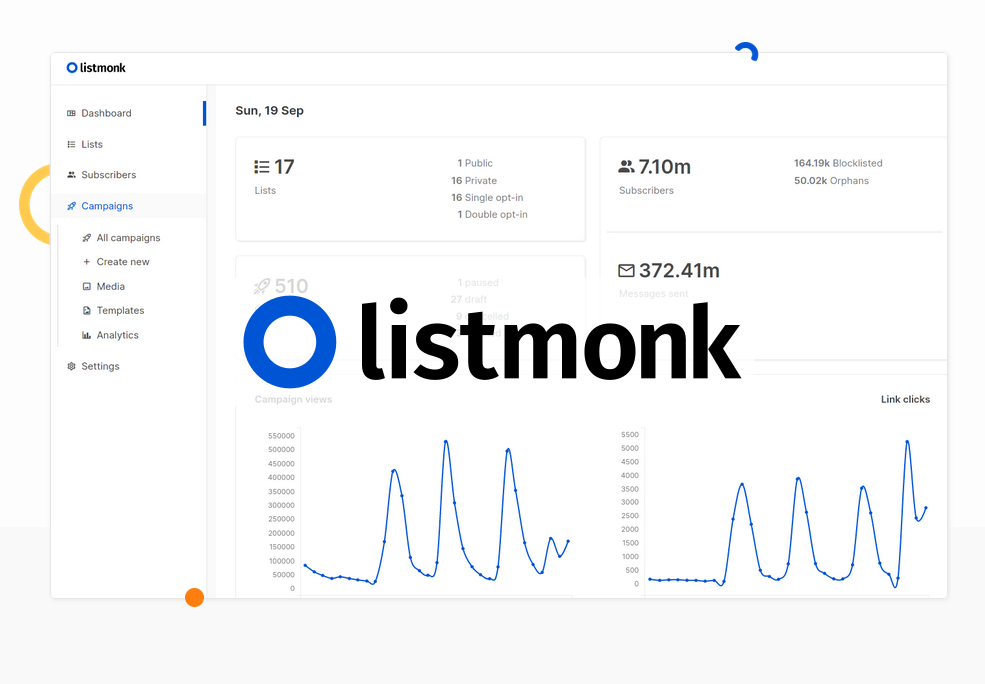 listmonk
Dashboard
Lists
Subscribers
Campaigns
All campaigns
Create new
Media
Templates
Analytics
Settings
Sun, 19 Sep
17
Lists
1 Public
16 Private
16 Single opt-in
1 Double opt-in
7.10m
Subscribers
164.19k Blocklisted
50.02k Orphans
510
1 paused
27 draft
372.41m
Messages sent
listmonk
Campaign views
550000
500000
450000
400000
350000
300000
250000
200000
150000
100000
50000
0
Link clicks
5500
5000
4500
4000
3500
3000
2500
2000
1500
1000
500
0